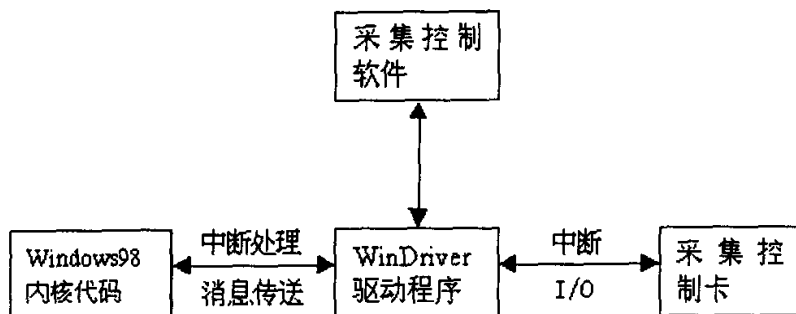 采集控制
软件
中断处理
消息传送
Windows98
内核代码
WinDriver
驱动程序
中断
I/O
采集控
制卡